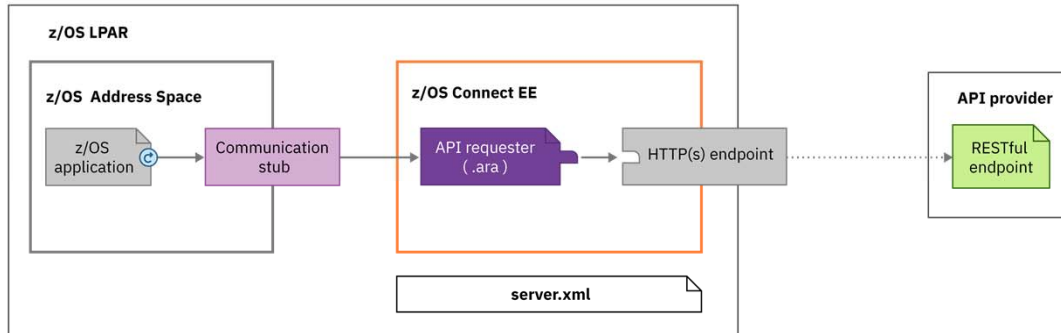 z/OS LPAR
z/OS Address Space
z/OS
application
Communication
stub
z/OS Connect EE
API requester
( .ara )
HTTP(s) endpoint
server.xml
API provider
RESTful
endpoint